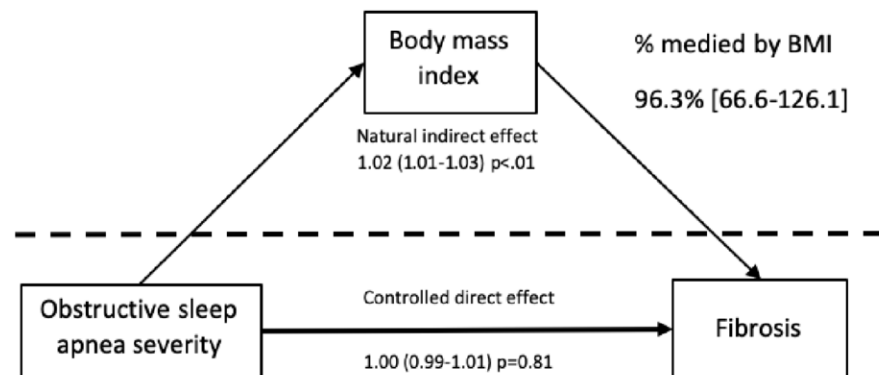 Body mass
index
% medied by BMI
96.3% [66.6-126.1]
Natural indirect effect
1.02 (1.01-1.03) p<.01
Obstructive sleep
apnea severity
Controlled direct effect
1.00 (0.99-1.01) p=0.81
Fibrosis